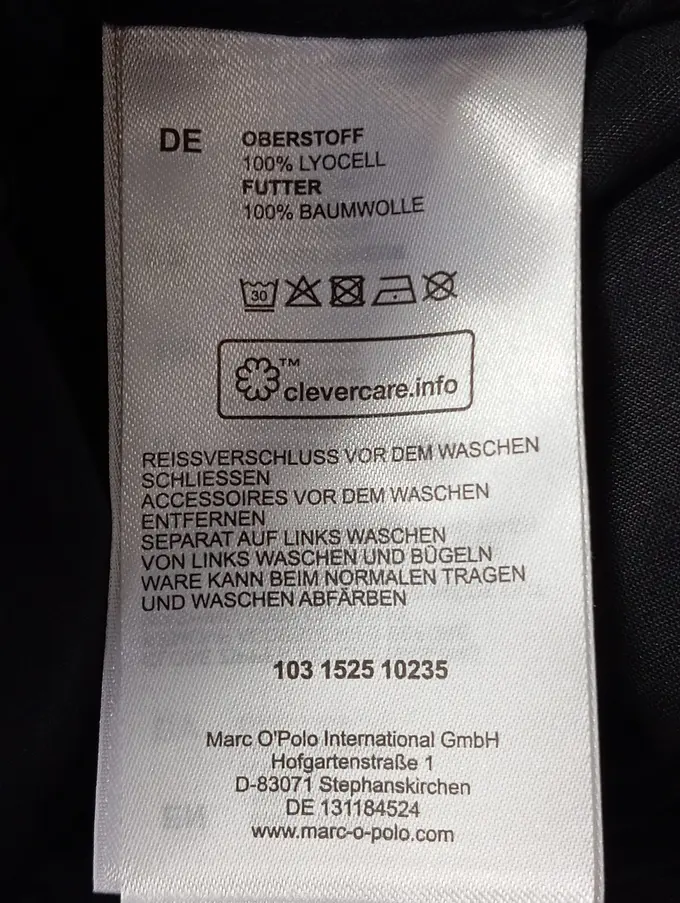 DE
OBERSTOFF
100% LYOCELL
FUTTER
100% BAUMWOLLE
30
™
clevercare.info
REISSVERSCHLUSS VOR DEM WASCHEN
SCHLIESSEN
ACCESSOIRES VOR DEM WASCHEN
ENTFERNEN
SEPARAT AUF LINKS WASCHEN
VON LINKS WASCHEN UND BÜGELN
WARE KANN BEIM NORMALEN TRAGEN
UND WASCHEN ABFÄRBEN
103 1525 10235
Marc O'Polo International GmbH
Hofgartenstraße 1
D-83071 Stephanskirchen
DE 131184524
www.marc-o-polo.com